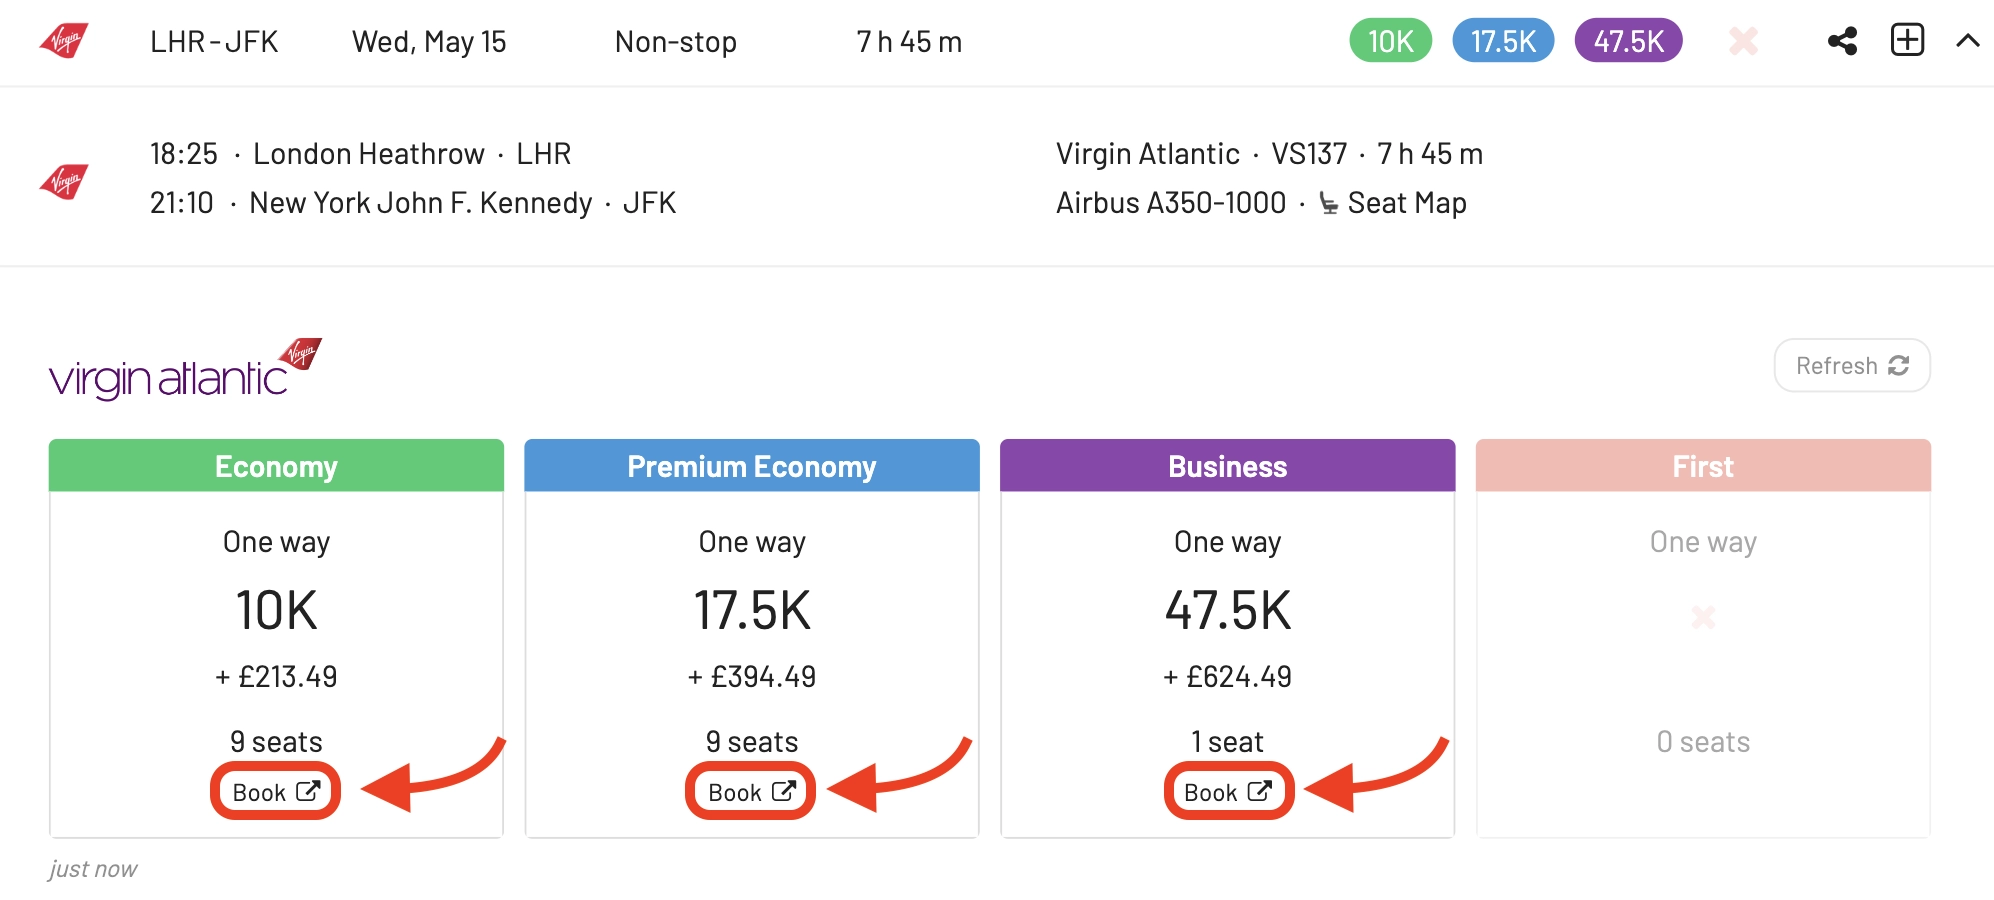 Virgin LHR - JFK Wed, May 15 Non-stop 7 h 45 m 10K 17.5K 47.5K
18:25 · London Heathrow · LHR Virgin Atlantic · VS137 · 7 h 45 m
Virgin
21:10 · New York John F. Kennedy · JFK Airbus A350-1000 · Seat Map
Virgin
virgin atlantic Refresh
Economy Premium Economy Business First
One way One way One way One way
10K 17.5K 47.5K
+ £213.49 + £394.49 + £624.49
9 seats 9 seats 1 seat 0 seats
Book Book Book
just now